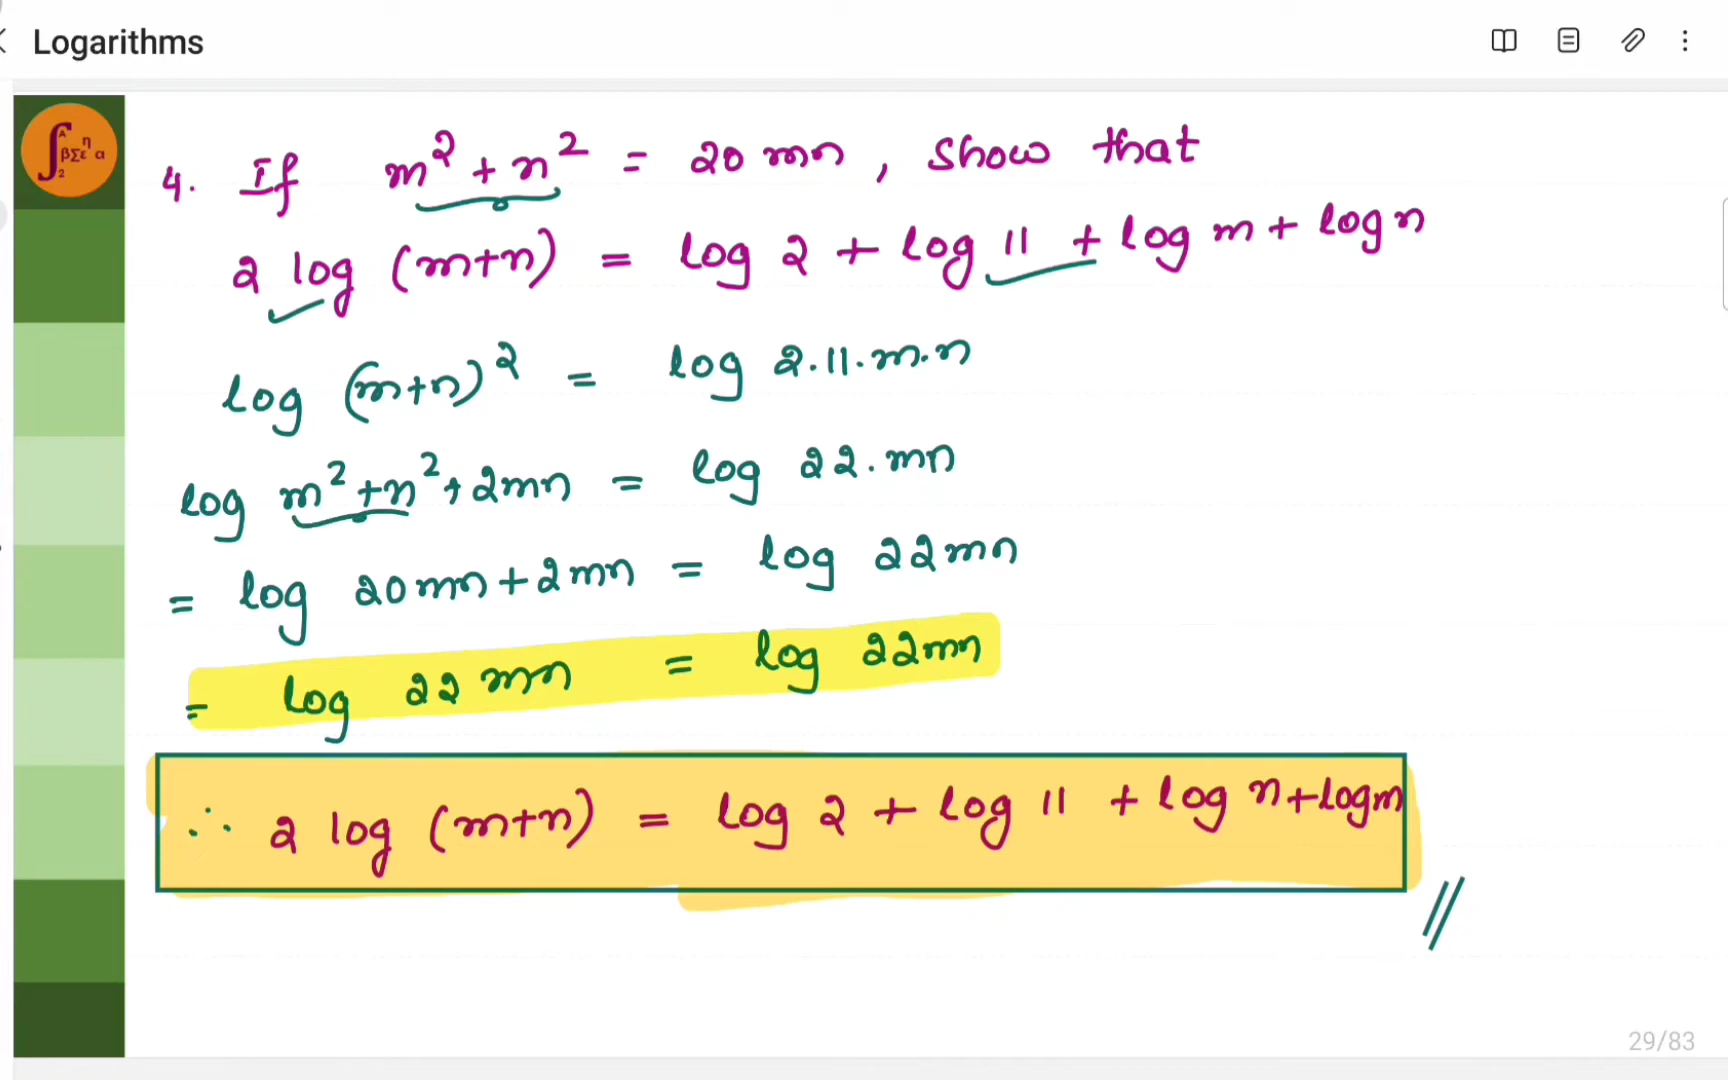 Logarithms
4. If m² + n² = 20 mn, show that
2 log (m+n) = log 2 + log 11 + log m + log n
log (m+n)² = log 2.11.m.n
log m²+n²+2mn = log 22.mn
= log 20mn+2mn = log 22mn
= log 22 mn = log 22mn
∴ 2 log (m+n) = log 2 + log 11 + log n+logm
29/83